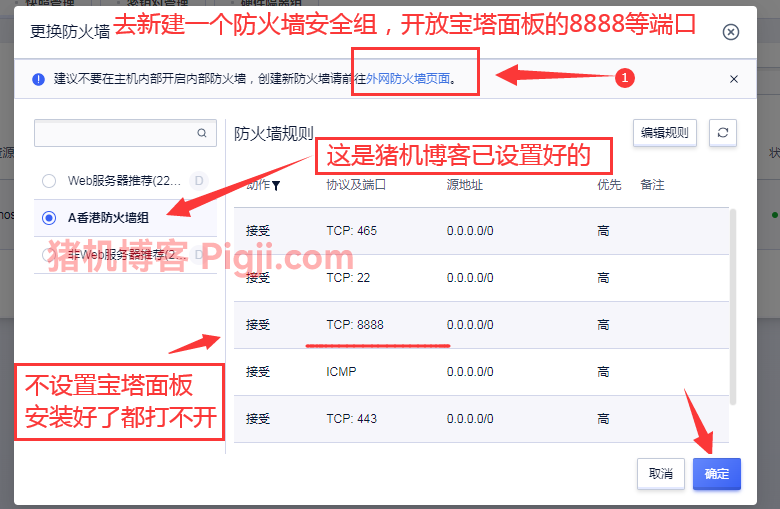 更换防火墙
去新建一个防火墙安全组，开放宝塔面板的8888等端口
建议不要在主机内部开启内部防火墙，创建新防火墙请前往外网防火墙页面。
1
防火墙规则
编辑规则
这是猪机博客已设置好的
动作
协议及端口
源地址
优先
备注
Web服务器推荐(22...
D
A香港防火墙组
非Web服务器推荐(2...
D
猪机博客 Pigji.com
接受 TCP: 465 0.0.0.0/0 高
接受 TCP: 22 0.0.0.0/0 高
接受 TCP: 8888 0.0.0.0/0 高
接受 ICMP 0.0.0.0/0 高
接受 TCP: 443 0.0.0.0/0 高
不设置宝塔面板
安装好了都打不开
取消
确定